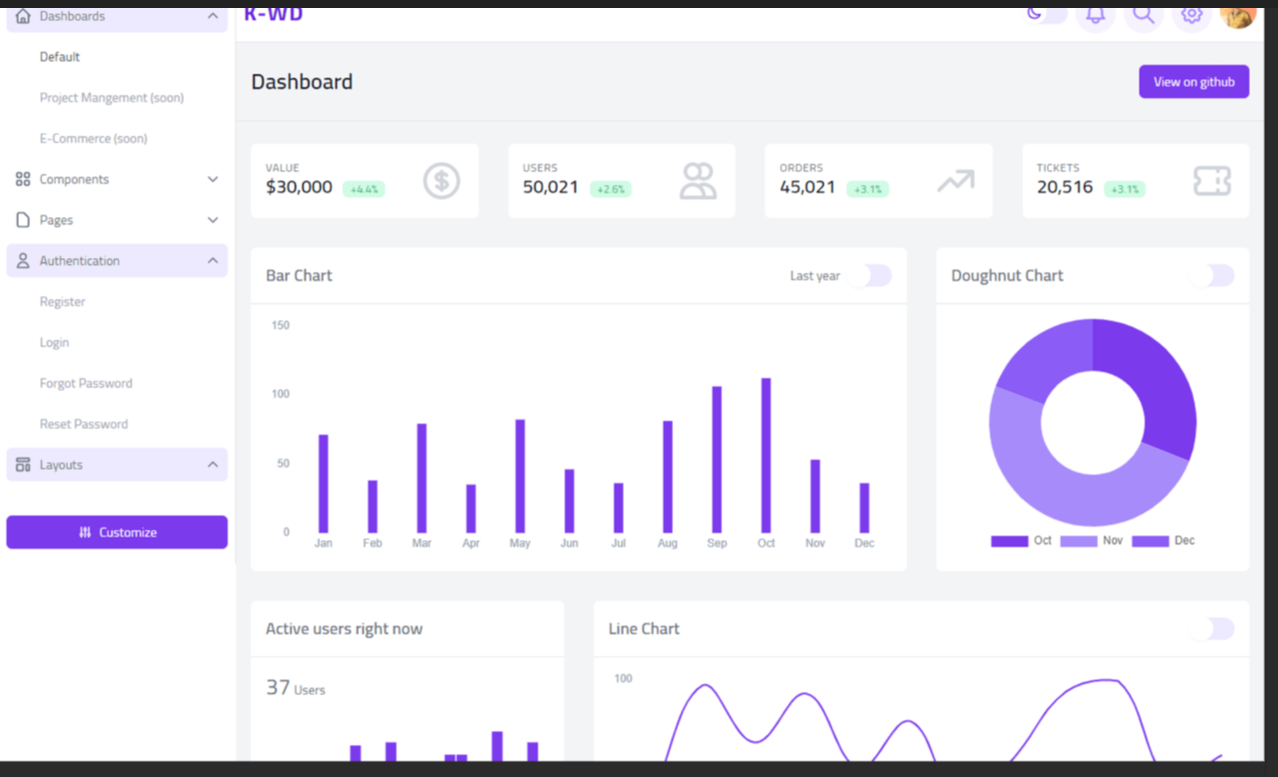 Dashboards
Default
Project Mangement (soon)
E-Commerce (soon)
Components
Pages
Authentication
Register
Login
Forgot Password
Reset Password
Layouts
Customize
K-WD
Dashboard
View on github
VALUE
$30,000 +4.4%
USERS
50,021 +2.6%
ORDERS
45,021 +3.1%
TICKETS
20,516 +3.1%
Bar Chart
Last year
150
100
50
0
Jan Feb Mar Apr May Jun Jul Aug Sep Oct Nov Dec
Doughnut Chart
Oct Nov Dec
Active users right now
37 Users
Line Chart
100